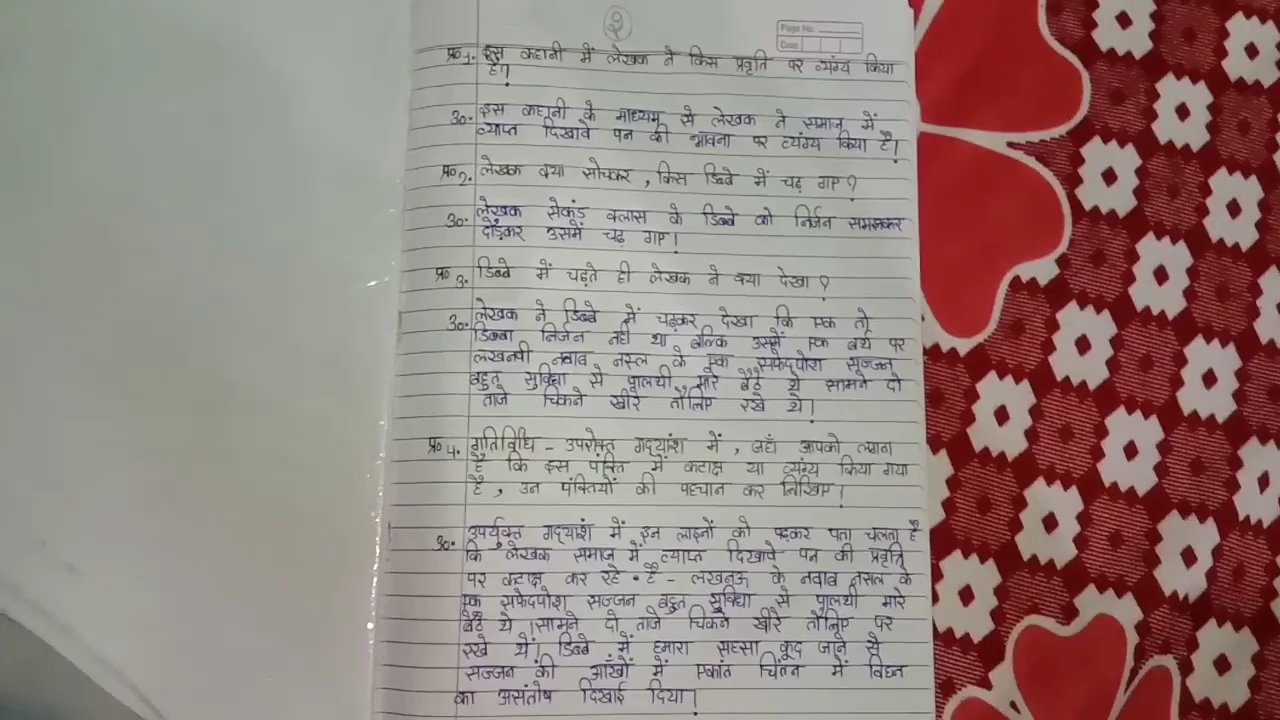 २
Page No.
Date
प्र०1. इस कहानी में लेखक ने किस प्रवृति पर व्यंग्य किया
है?
उ०. इस कहानी के माध्यम से लेखक ने समाज में
व्याप्त दिखावे पन की भावना पर व्यंग्य किया है।
प्र०2. लेखक क्या सोचकर, किस डिब्बे में चढ़ गए?
उ०. लेखक सेकंड क्लास के डिब्बे को निर्जन समझकर
दौड़कर उसमें चढ़ गए।
प्र०3. डिब्बे में चढ़ते ही लेखक ने क्या देखा?
उ०. लेखक ने डिब्बे में चढ़कर देखा कि एक तो
डिब्बा निर्जन नहीं था बल्कि उसमें एक बर्थ पर
लखनवी नवाब नस्ल के एक सफेदपोश सज्जन
बहुत सुविधा से पालथी मारे बैठे थे सामने दो
ताजे चिकने खीरे तौलिए रखे थे।
प्र०4. गतिविधि - उपरोक्त गद्यांश में, जहाँ आपको लगता
है कि इस पंक्ति में कटाक्ष या व्यंग्य किया गया
है, उन पंक्तियों की पहचान कर लिखिए।
उ०. उपर्युक्त गद्यांश में इन लाइनों को पढ़कर पता चलता है
कि लेखक समाज में व्याप्त दिखावे पन की प्रवृत्ति
पर कटाक्ष कर रहे है - लखनऊ के नवाब नसल के
एक सफेदपोश सज्जन बहुत सुविधा से पालथी मारे
बैठे थे। सामने दो ताजे चिकने खीरे तौलिए पर
रखे थे। डिब्बे में हमारा सहसा कूद जाने से
सज्जन की आँखों में एकांत चिंतन में विघ्न
का असंतोष दिखाई दिया।